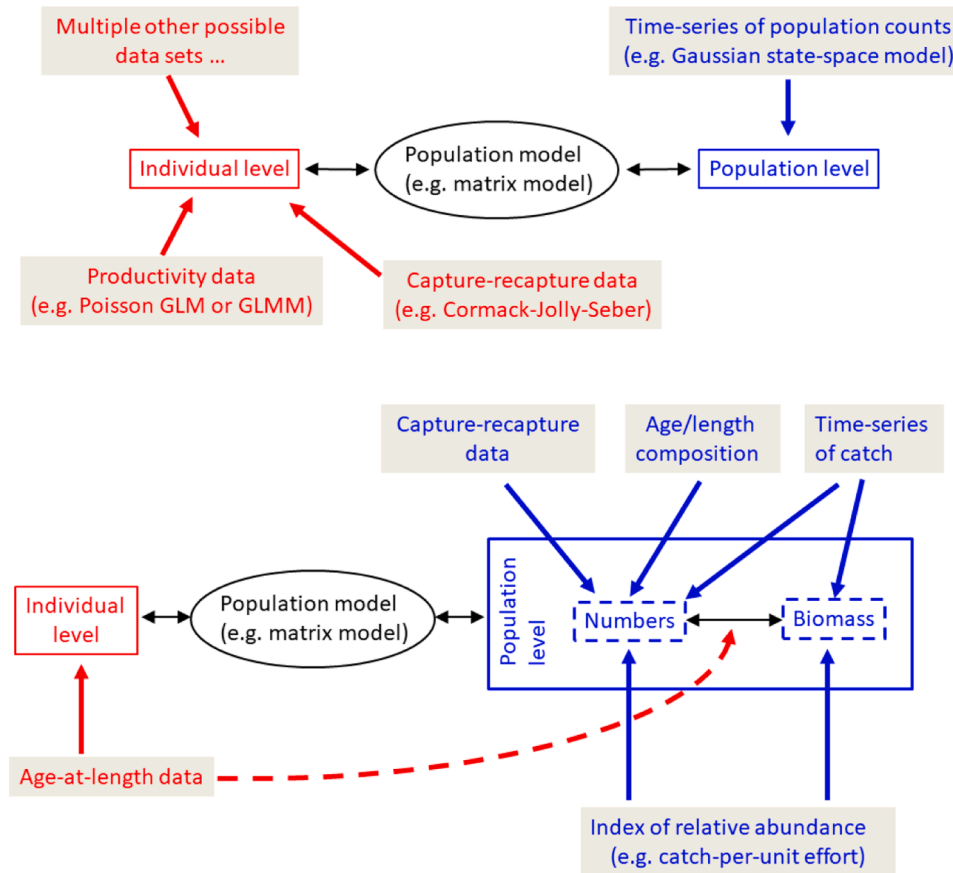 Multiple other possible
data sets ...
Time-series of population counts
(e.g. Gaussian state-space model)
Individual level
Population model
(e.g. matrix model)
Population level
Productivity data
(e.g. Poisson GLM or GLMM)
Capture-recapture data
(e.g. Cormack-Jolly-Seber)
Capture-recapture
data
Age/length
composition
Time-series
of catch
Individual
level
Population model
(e.g. matrix model)
Population
level
Numbers
Biomass
Age-at-length data
Index of relative abundance
(e.g. catch-per-unit effort)